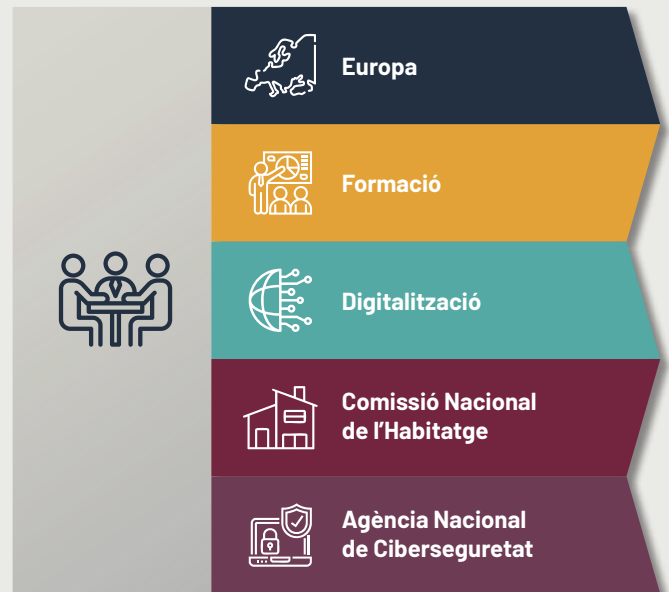 Europa
Formació
Digitalització
Comissió Nacional
de l'Habitatge
Agència Nacional
de Ciberseguretat